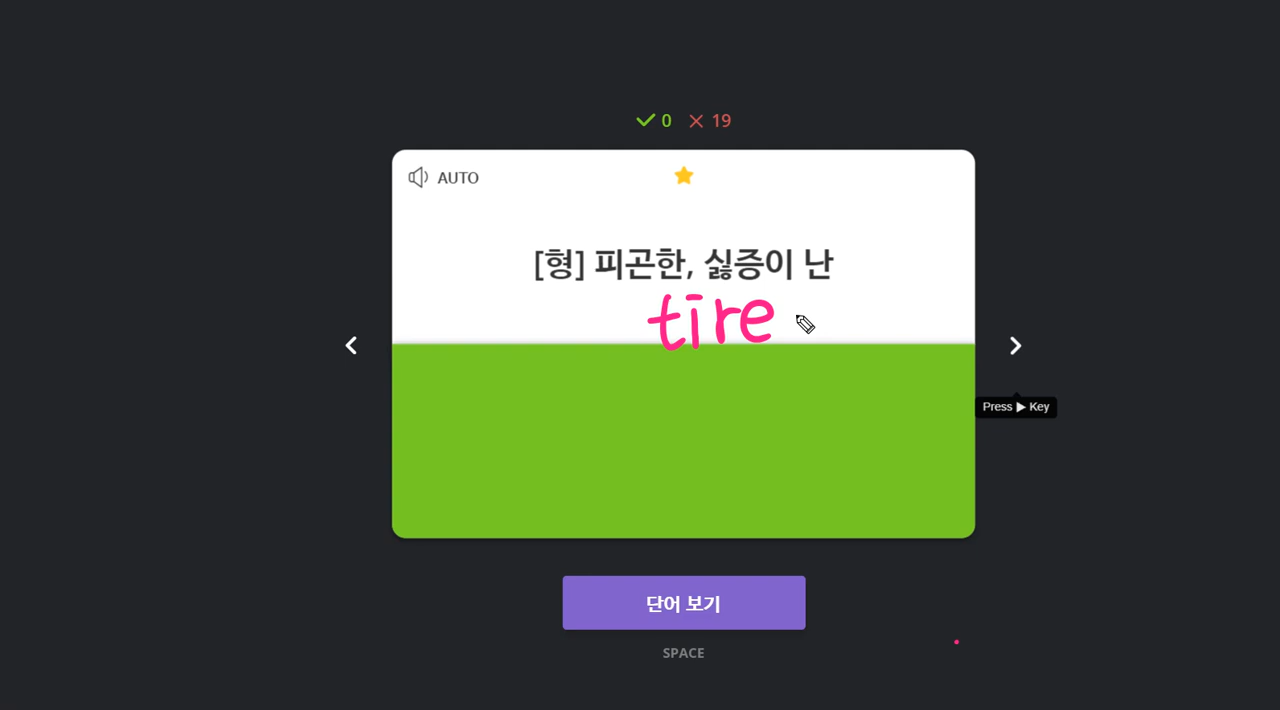 0 19
AUTO
[형] 피곤한, 싫증이 난
tire
Press ▶ Key
단어 보기
SPACE